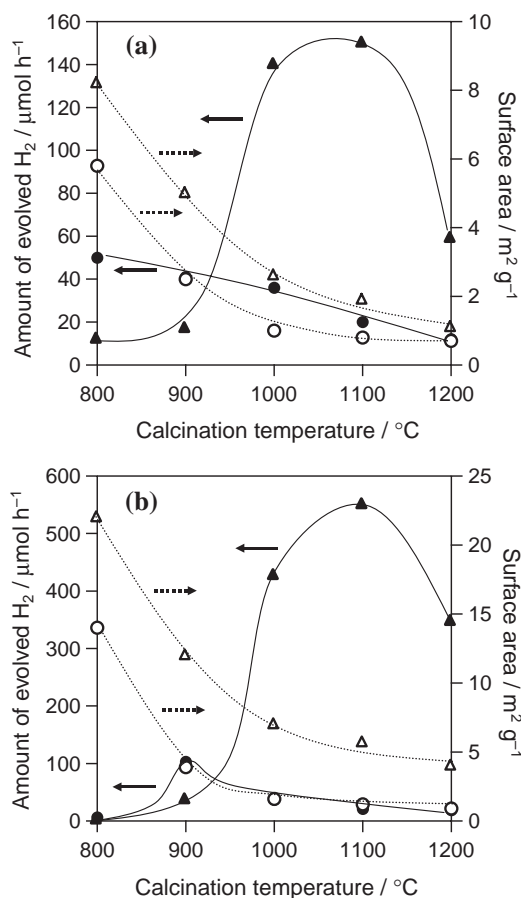 (a)
160
140
120
100
80
60
40
20
0
Amount of evolved H₂ / μmol h⁻¹
10
8
6
4
2
0
Surface area / m² g⁻¹
800 900 1000 1100 1200
Calcination temperature / °C
(b)
600
500
400
300
200
100
0
Amount of evolved H₂ / μmol h⁻¹
25
20
15
10
5
0
Surface area / m² g⁻¹
800 900 1000 1100 1200
Calcination temperature / °C